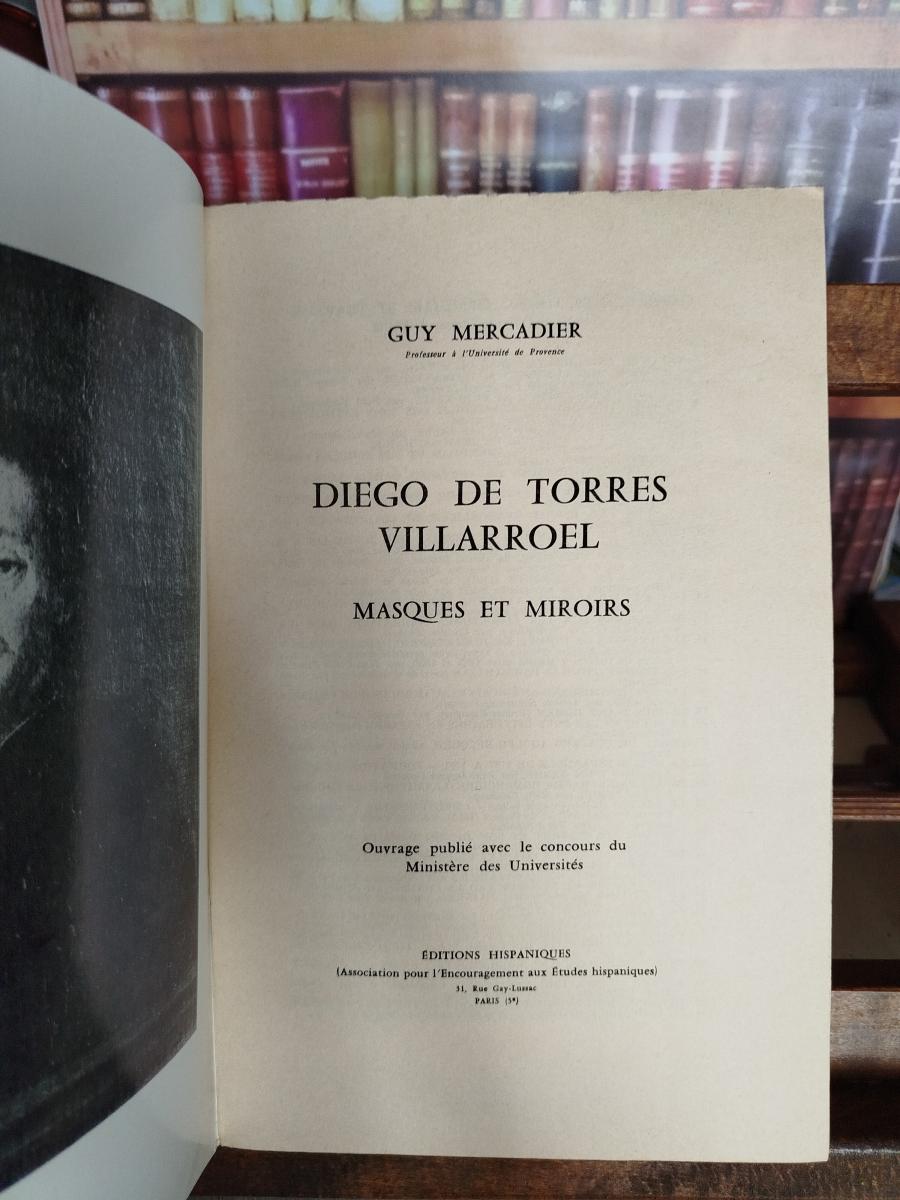 GUY MERCADIER
Professeur à l'Université de Provence
DIEGO DE TORRES
VILLARROEL
MASQUES ET MIROIRS
Ouvrage publié avec le concours du
Ministère des Universités
ÉDITIONS HISPANIQUES
(Association pour l'Encouragement aux Études hispaniques)
31, Rue Gay-Lussac
PARIS (5e)